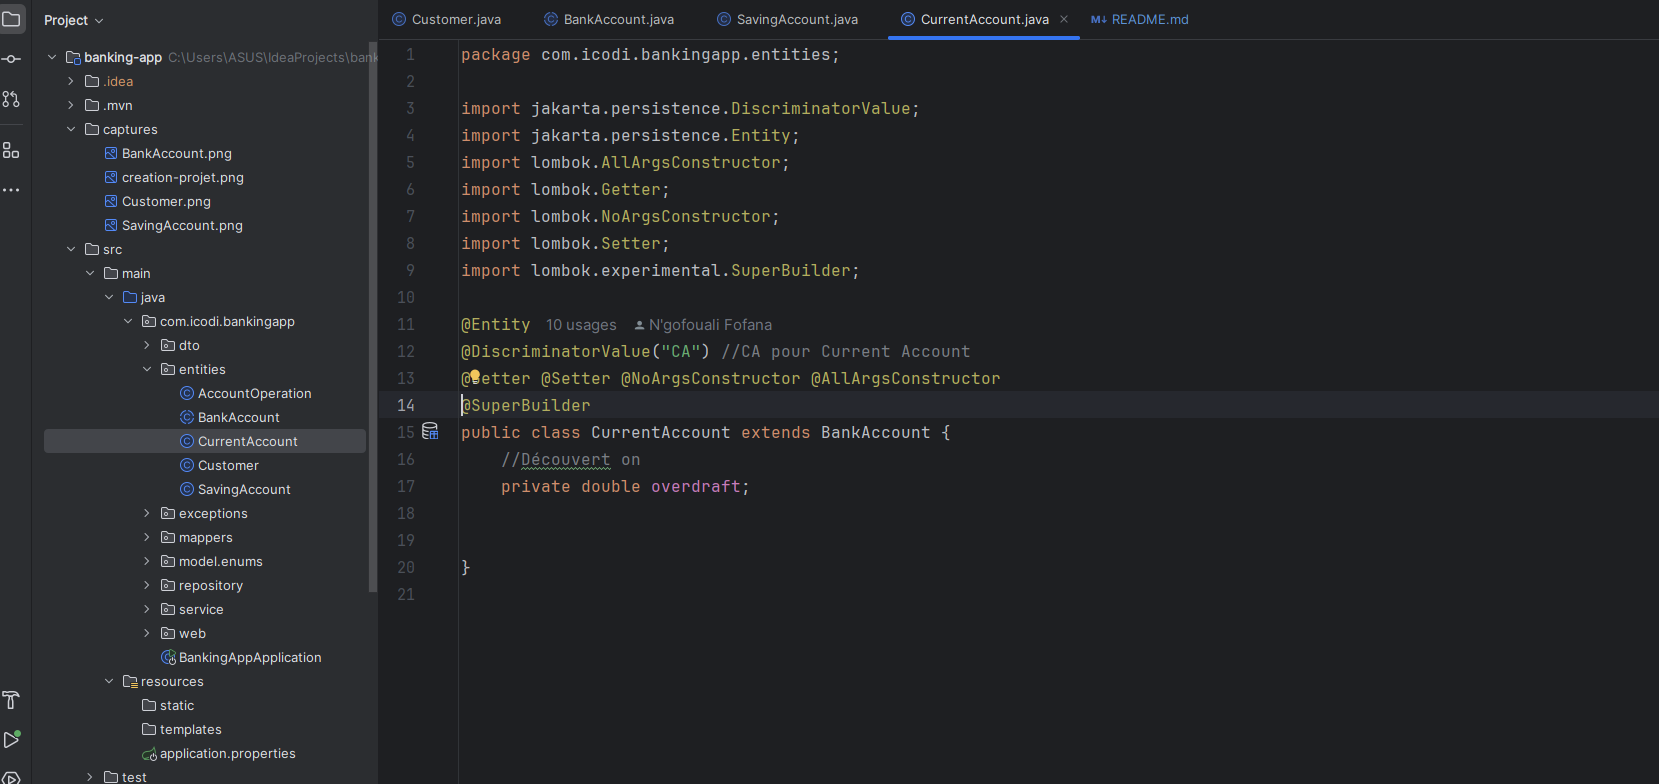 Project
banking-app C:\Users\ASUS\IdeaProjects\bank
.idea
.mvn
captures
BankAccount.png
creation-projet.png
Customer.png
SavingAccount.png
src
main
java
com.icodi.bankingapp
dto
entities
AccountOperation
BankAccount
CurrentAccount
Customer
SavingAccount
exceptions
mappers
model.enums
repository
service
web
BankingAppApplication
resources
static
templates
application.properties
test
Customer.java BankAccount.java SavingAccount.java CurrentAccount.java M↓ README.md
1 package com.icodi.bankingapp.entities;
2
3 import jakarta.persistence.DiscriminatorValue;
4 import jakarta.persistence.Entity;
5 import lombok.AllArgsConstructor;
6 import lombok.Getter;
7 import lombok.NoArgsConstructor;
8 import lombok.Setter;
9 import lombok.experimental.SuperBuilder;
10
11 @Entity 10 usages N'gofouali Fofana
12 @DiscriminatorValue("CA") //CA pour Current Account
13 @Getter @Setter @NoArgsConstructor @AllArgsConstructor
14 @SuperBuilder
15 public class CurrentAccount extends BankAccount {
16 //Découvert on
17 private double overdraft;
18
19
20 }
21